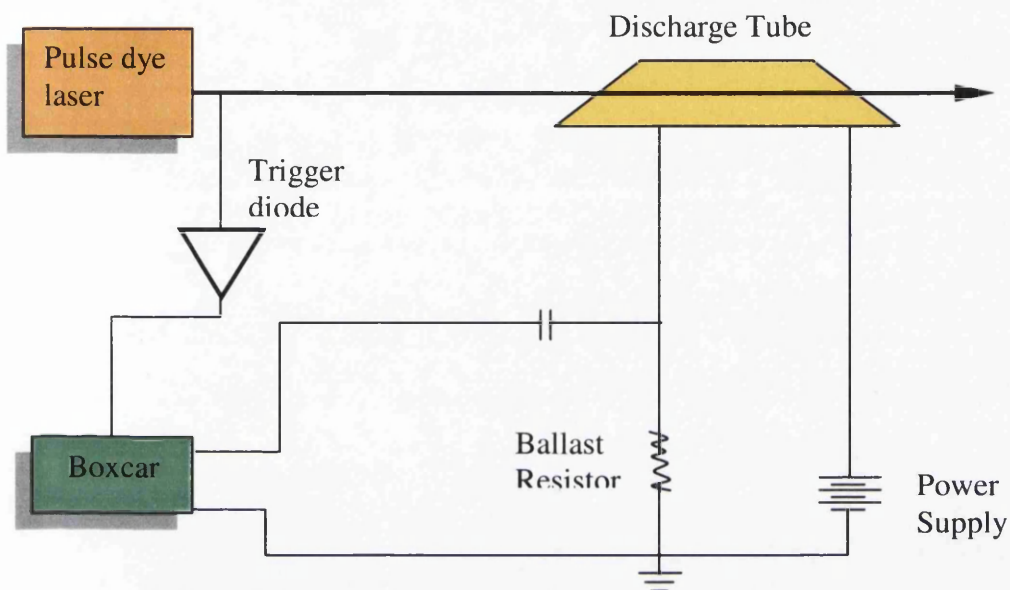 Discharge Tube
Pulse dye
laser
Trigger
diode
Boxcar
Ballast
Resistor
Power
Supply